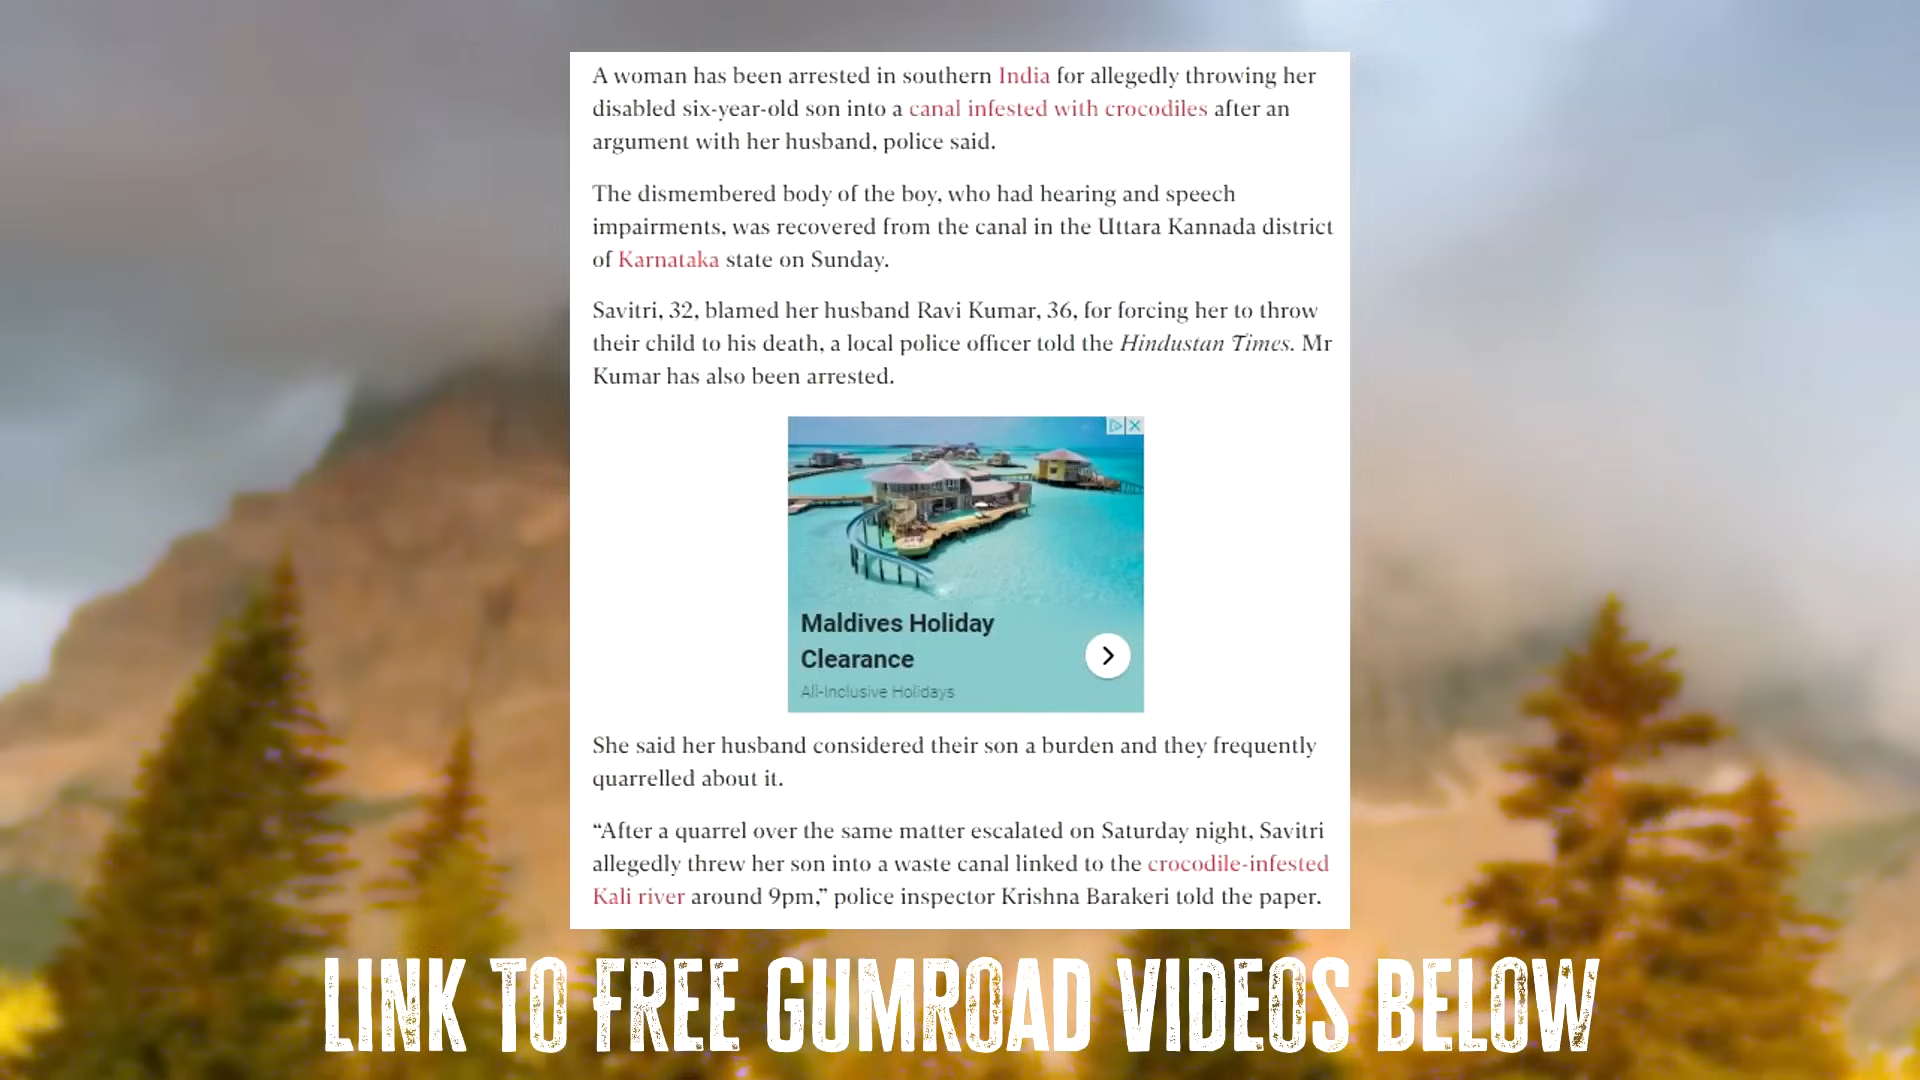 A woman has been arrested in southern India for allegedly throwing her
disabled six-year-old son into a canal infested with crocodiles after an
argument with her husband, police said.
The dismembered body of the boy, who had hearing and speech
impairments, was recovered from the canal in the Uttara Kannada district
of Karnataka state on Sunday.
Savitri, 32, blamed her husband Ravi Kumar, 36, for forcing her to throw
their child to his death, a local police officer told the Hindustan Times. Mr
Kumar has also been arrested.
Maldives Holiday
Clearance
All-Inclusive Holidays
She said her husband considered their son a burden and they frequently
quarrelled about it.
“After a quarrel over the same matter escalated on Saturday night, Savitri
allegedly threw her son into a waste canal linked to the crocodile-infested
Kali river around 9pm,” police inspector Krishna Barakeri told the paper.
LINK TO FREE GUMROAD VIDEOS BELOW